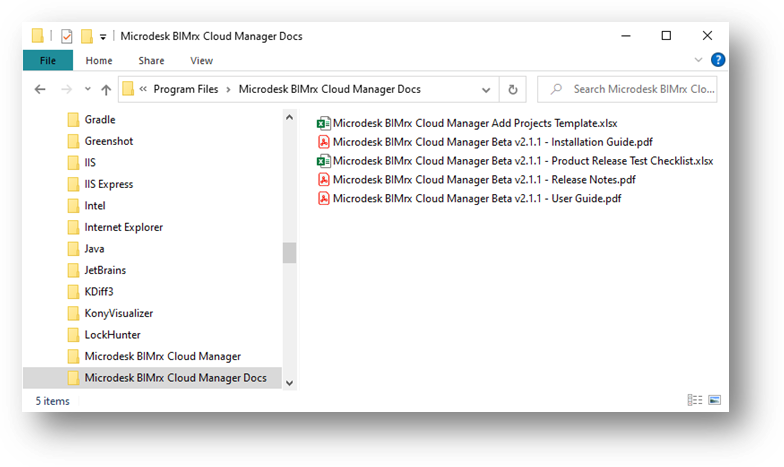 Microdesk BIMrx Cloud Manager Docs
File Home Share View
« Program Files > Microdesk BIMrx Cloud Manager Docs
Search Microdesk BIMrx Clo...
Gradle
Greenshot
IIS
IIS Express
Intel
Internet Explorer
Java
JetBrains
KDiff3
KonyVisualizer
LockHunter
Microdesk BIMrx Cloud Manager
Microdesk BIMrx Cloud Manager Docs
Microdesk BIMrx Cloud Manager Add Projects Template.xlsx
Microdesk BIMrx Cloud Manager Beta v2.1.1 - Installation Guide.pdf
Microdesk BIMrx Cloud Manager Beta v2.1.1 - Product Release Test Checklist.xlsx
Microdesk BIMrx Cloud Manager Beta v2.1.1 - Release Notes.pdf
Microdesk BIMrx Cloud Manager Beta v2.1.1 - User Guide.pdf
5 items